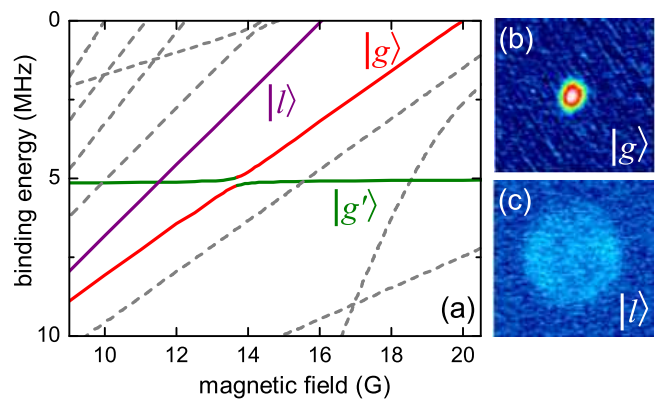 0
5
10
binding energy (MHz)
10
12
14
16
18
20
magnetic field (G)
|l⟩
|g⟩
|g'⟩
(a)
(b)
|g⟩
(c)
|l⟩